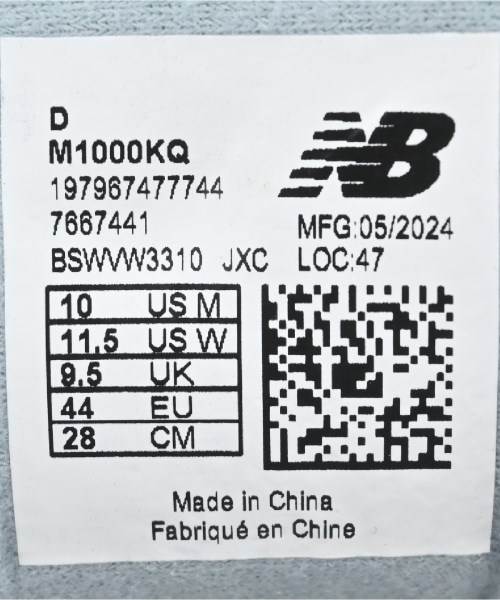 D
M1000KQ
197967477744
7667441
BSWVW3310 JXC
NB
MFG:05/2024
LOC:47
10 US M
11.5 US W
9.5 UK
44 EU
28 CM
Made in China
Fabriqué en Chine